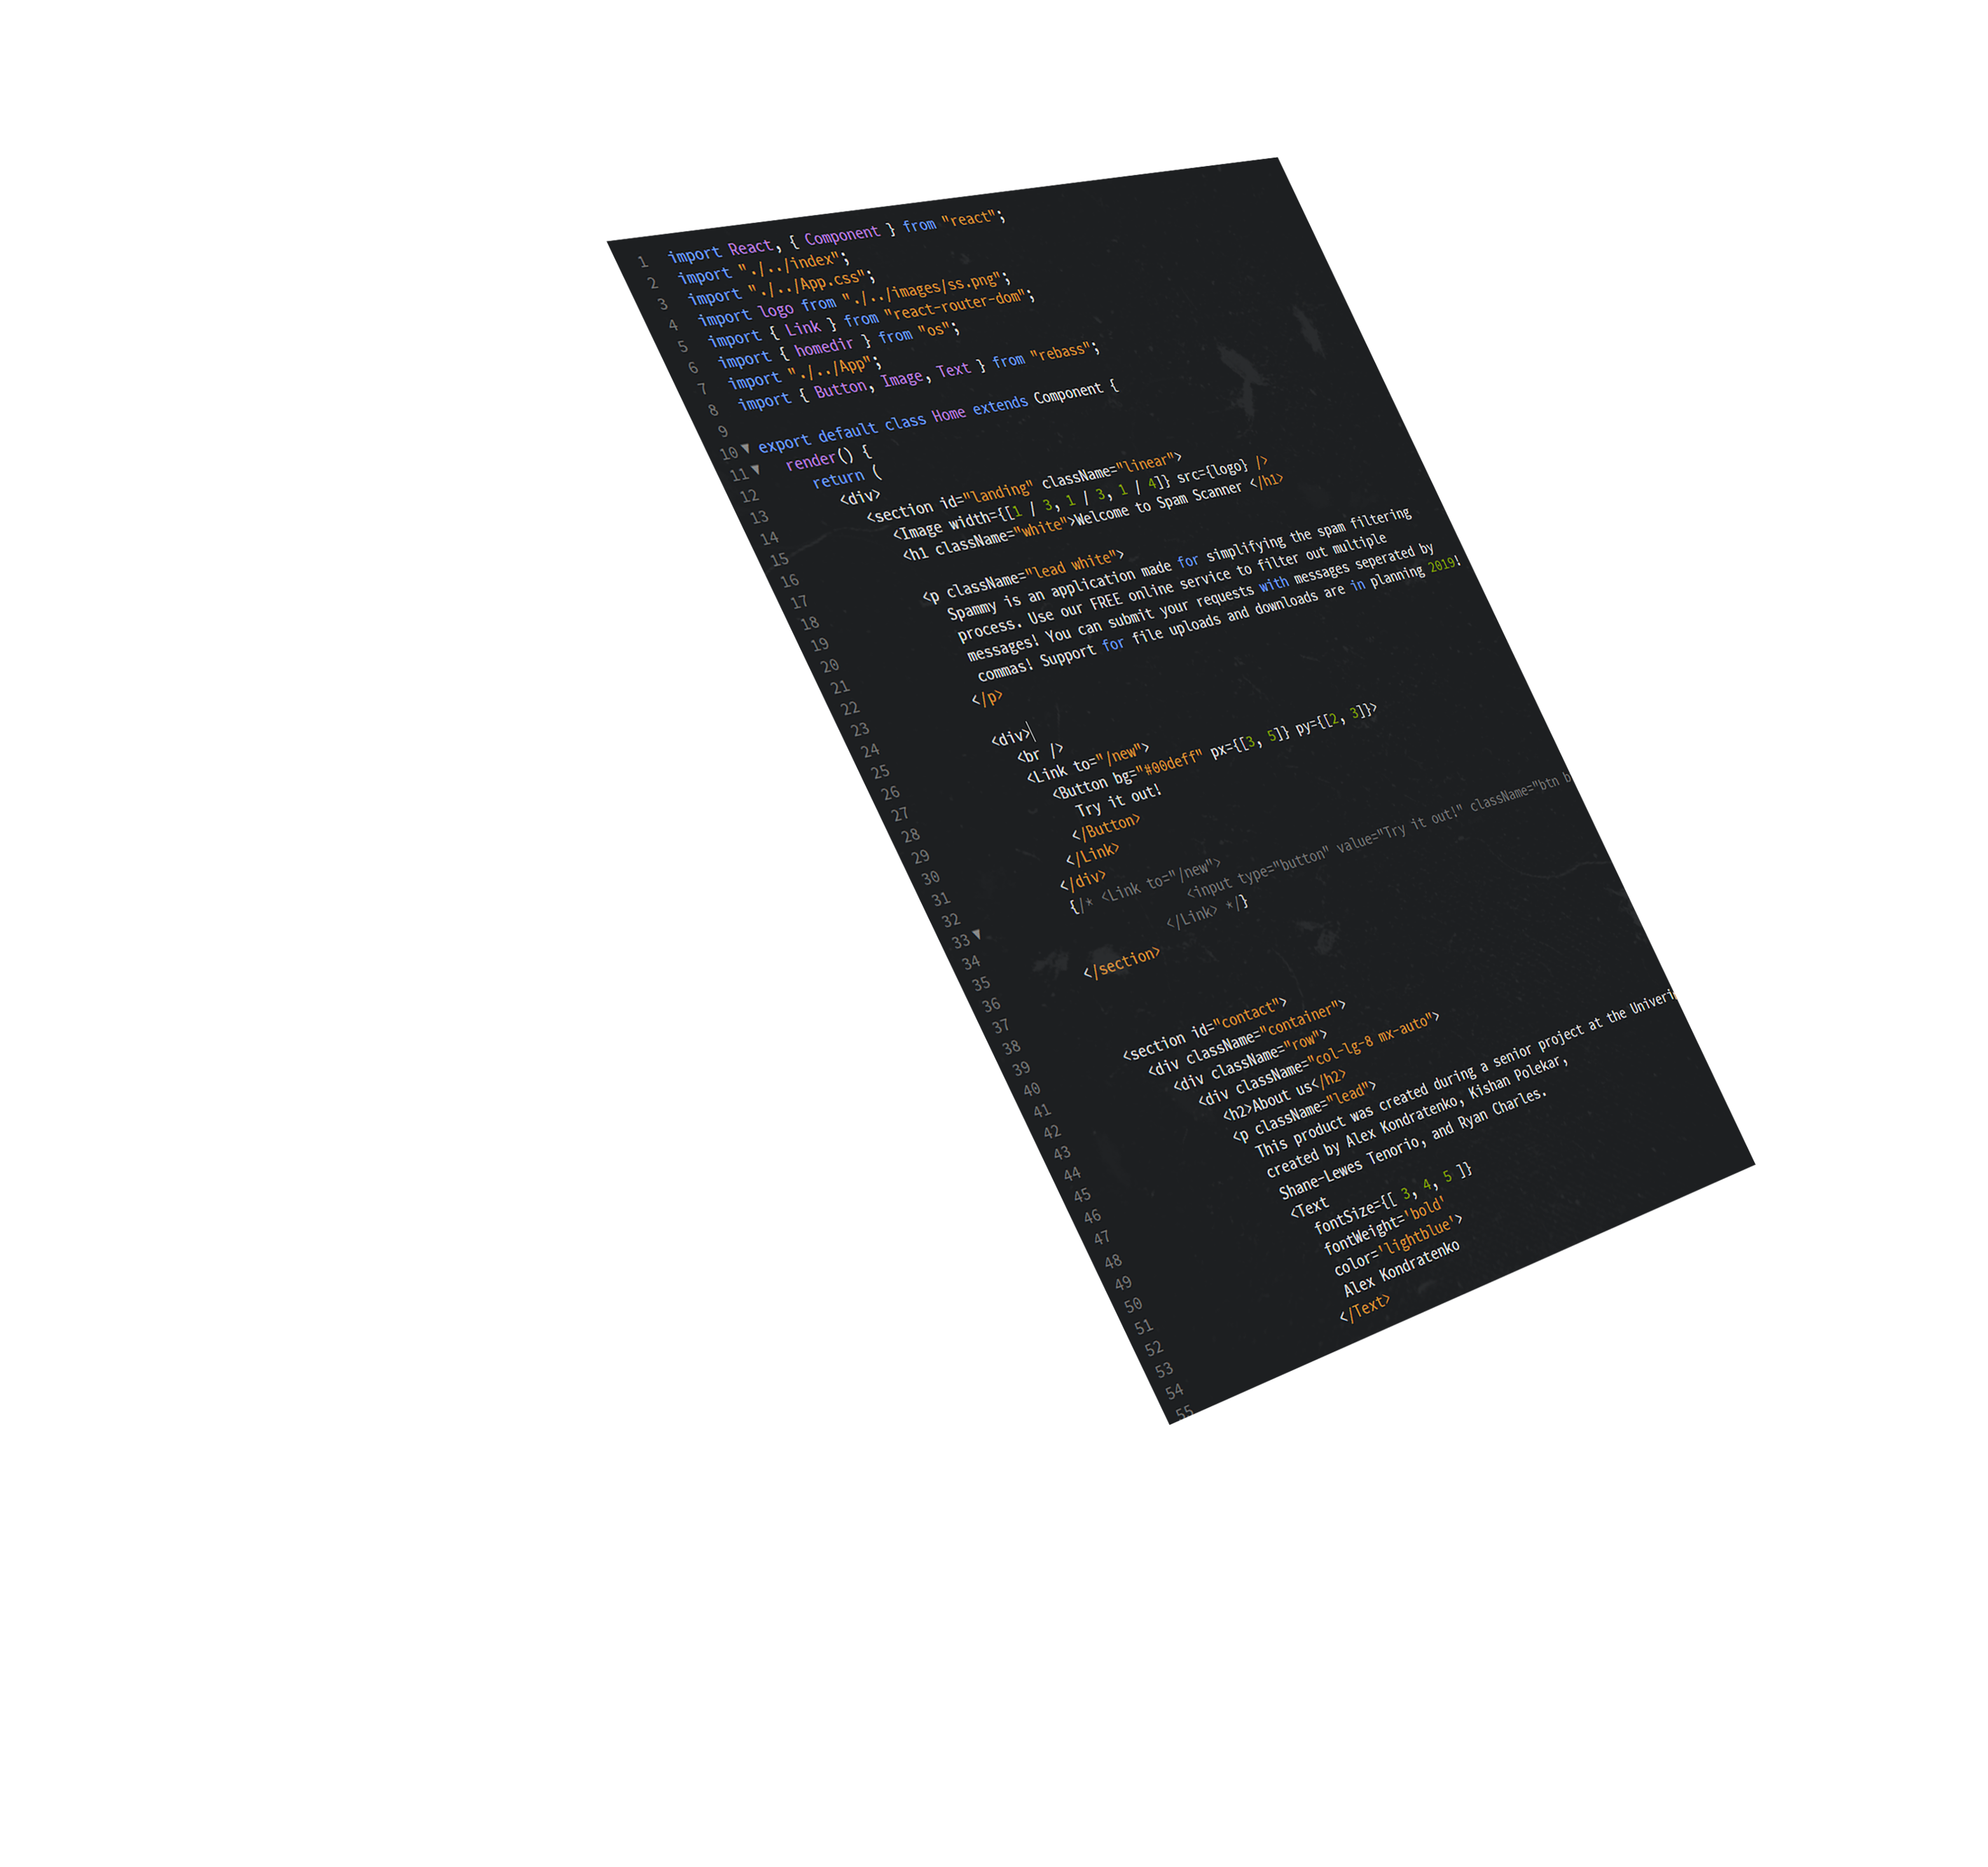 1 import React, { Component } from "react";
2 import "./../index";
3 import "./../App.css";
4 import logo from "./../images/ss.png";
5 import { Link } from "react-router-dom";
6 import { homedir } from "os";
7 import "./../App";
8 import { Button, Image, Text } from "rebass";
9
10 export default class Home extends Component {
11 render() {
12 return (
13 <div>
14 <section id="landing" className="linear">
15 <Image width={[1 / 3, 1 / 3, 1 / 4]} src={logo} />
16 <h1 className="white">Welcome to Spam Scanner </h1>
17
18 <p className="lead white">
19 Spammy is an application made for simplifying the spam filtering
20 process. Use our FREE online service to filter out multiple
21 messages! You can submit your requests with messages seperated by
22 commas! Support for file uploads and downloads are in planning 2019!
23 </p>
24
25 <div>
26 <br />
27 <Link to="/new">
28 <Button bg="#00deff" px={[3, 5]} py={[2, 3]}>
29 Try it out!
30 </Button>
31 </Link>
32 </div>
33 {/* <Link to="/new">
34 <input type="button" value="Try it out!" className="btn b
35 </Link> */}
36 </section>
37
38
39
40 <section id="contact">
41 <div className="container">
42 <div className="row">
43 <div className="col-lg-8 mx-auto">
44 <h2>About us</h2>
45 <p className="lead">
46 This product was created during a senior project at the Univeri
47 created by Alex Kondratenko, Kishan Polekar,
48 Shane-Lewes Tenorio, and Ryan Charles.
49 <Text
50 fontSize={[ 3, 4, 5 ]}
51 fontWeight='bold'
52 color='lightblue'>
53 Alex Kondratenko
54 </Text>
55